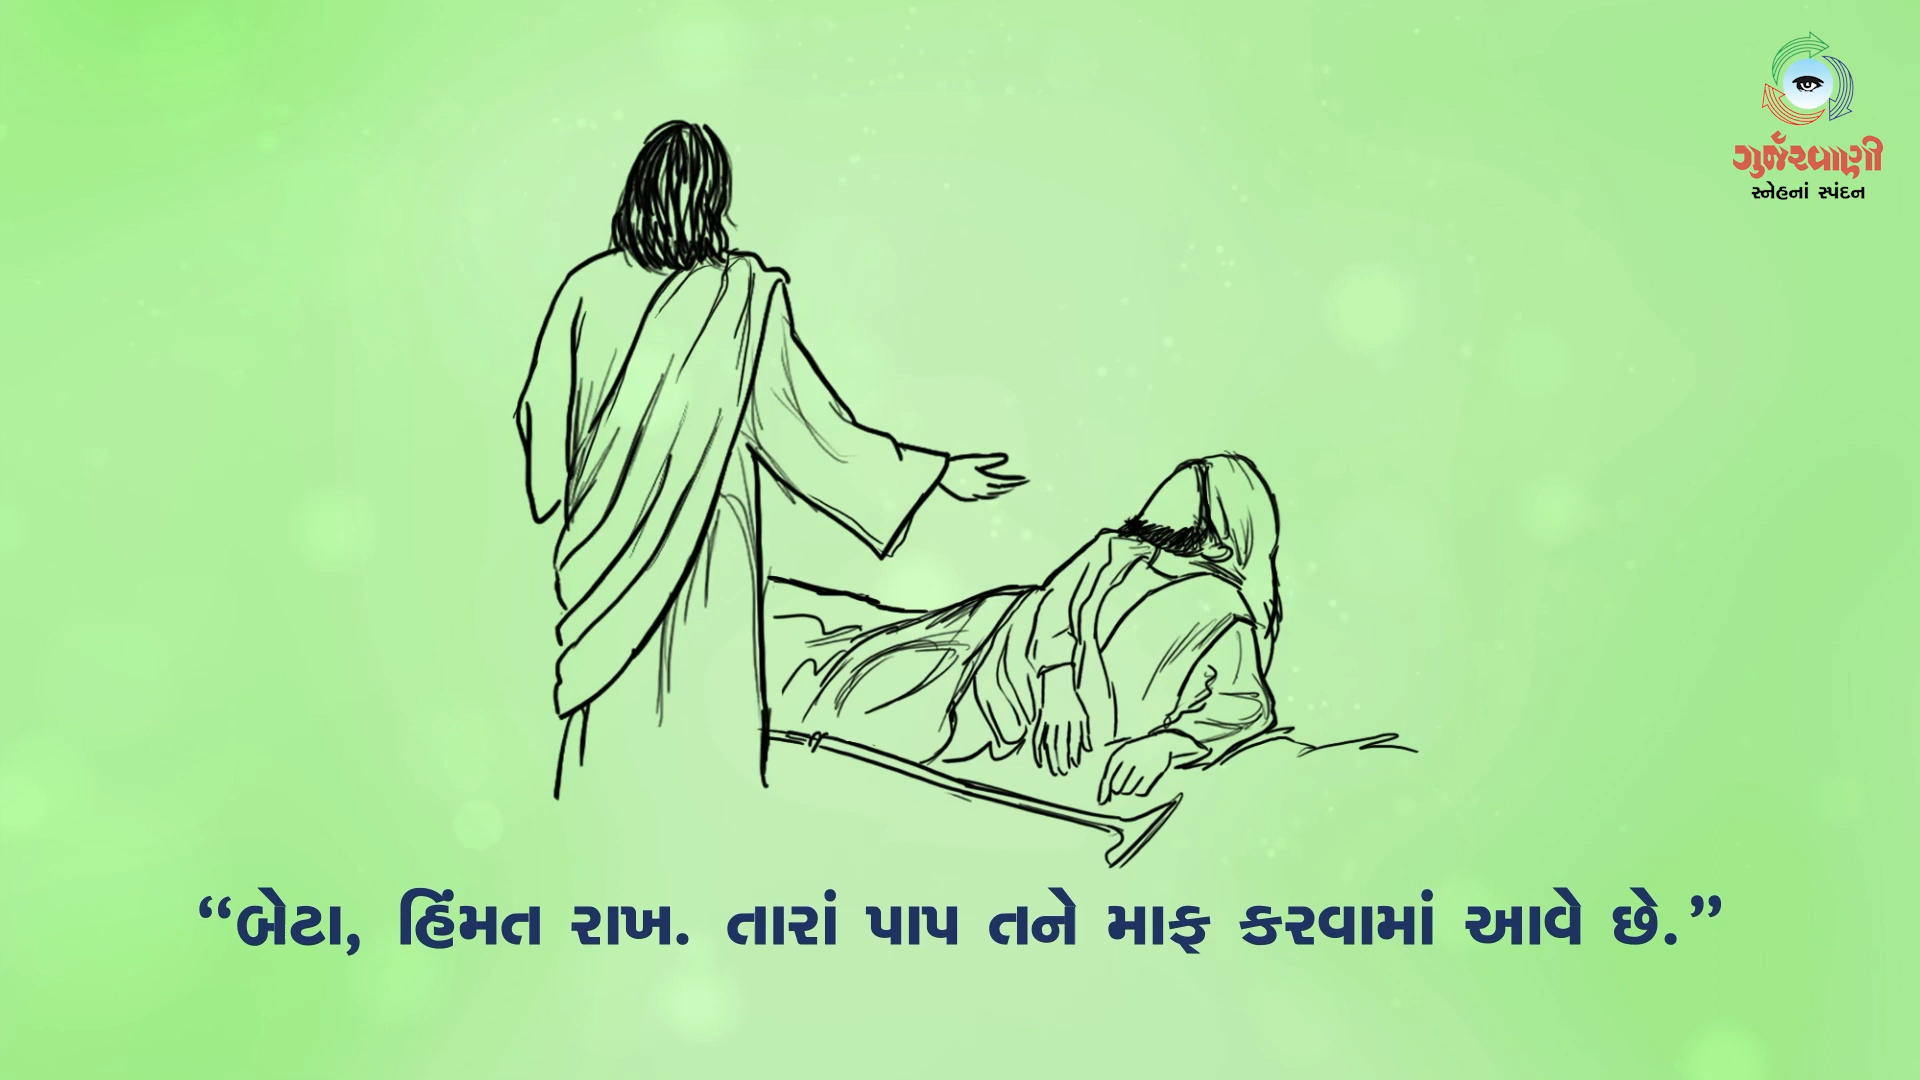 ગુર્જરવાણી
સ્નેહનાં સ્પંદન
“બેટા, હિંમત રાખ. તારાં પાપ તને માફ કરવામાં આવે છે.”